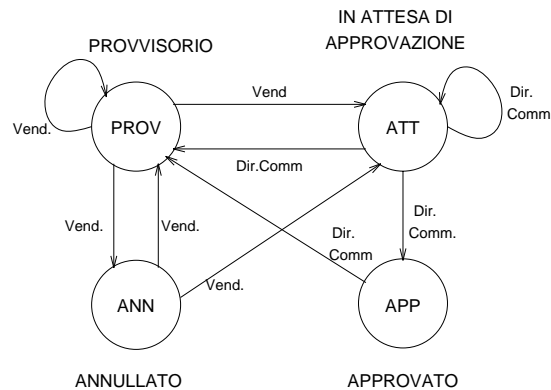 IN ATTESA DI
APPROVAZIONE
PROVVISORIO
Vend
Dir.
Comm
Vend.
PROV
ATT
Dir.Comm
Vend.
Vend.
Dir.
Comm
Dir.
Comm.
Vend.
ANN
APP
ANNULLATO
APPROVATO